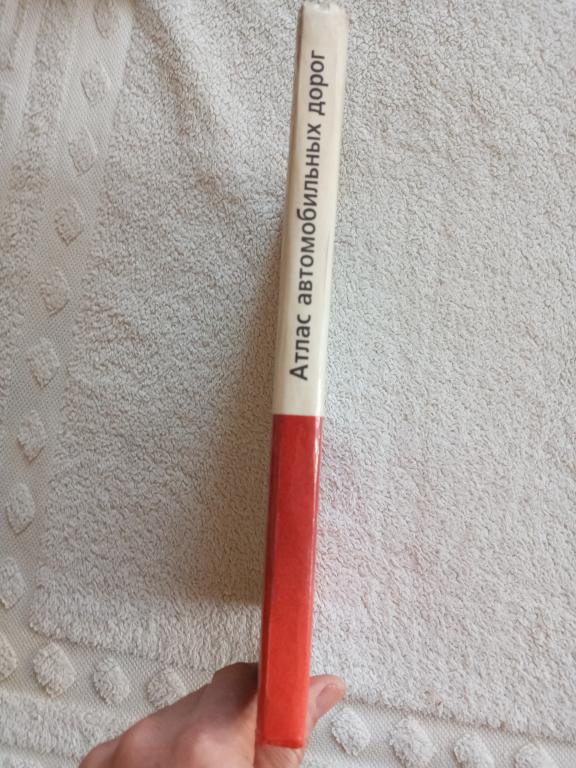 Атлас автомобильных дорог